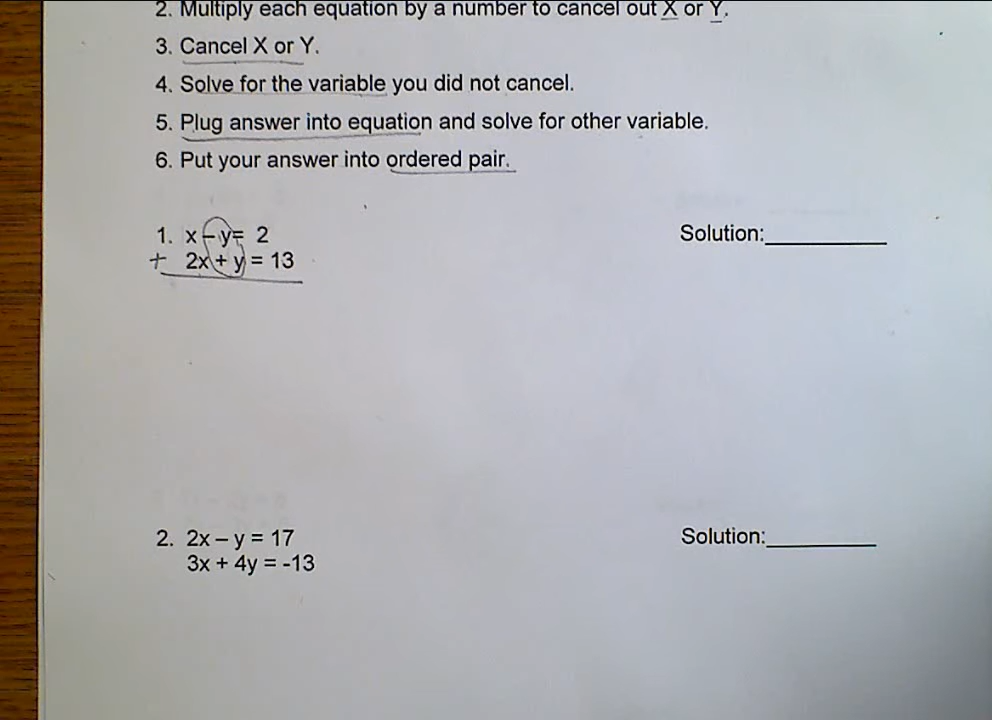 2. Multiply each equation by a number to cancel out X or Y.
3. Cancel X or Y.
4. Solve for the variable you did not cancel.
5. Plug answer into equation and solve for other variable.
6. Put your answer into ordered pair.
1. x – y = 2 Solution:__________
+ 2x + y = 13
2. 2x – y = 17 Solution:_________
3x + 4y = -13